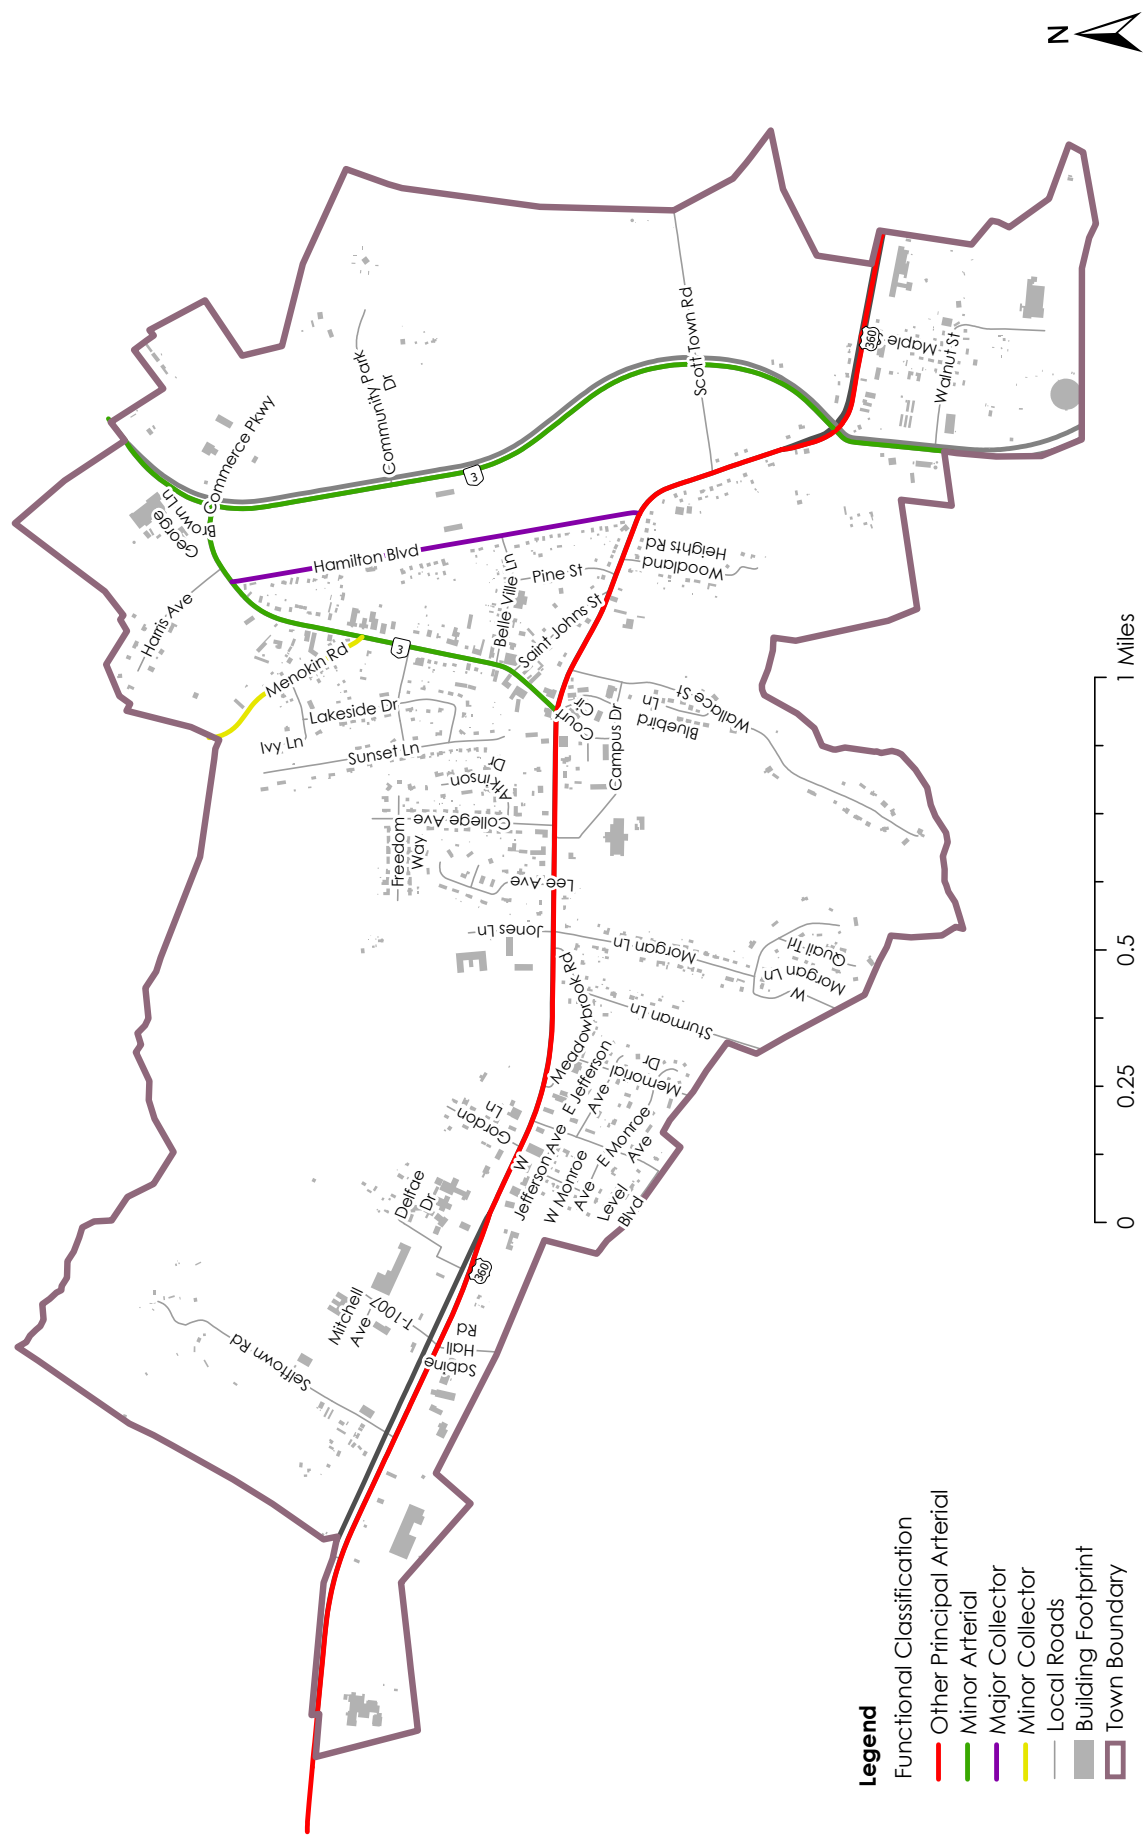 N
George
Brown Ln
Commerce Pkwy
Community Park
Dr
3
Scott Town Rd
360
Maple
Walnut St
Harris Ave
Hamilton Blvd
Belle Ville Ln
Pine St
Saint Johns St
Woodland
Heights Rd
Menokin Rd
3
Lakeside Dr
Ivy Ln
Sunset Ln
Atkinson
Dr
College Ave
Freedom
Way
Lee Ave
Court
Cir
Campus Dr
Bluebird
Ln
Wallace St
Jones Ln
Morgan Ln
Quail Trl
W
Morgan Ln
Sturman Ln
Meadowbrook Rd
Memorial
Dr
E Jefferson
Ave
E Monroe
Ave
W
Jefferson Ave
W Monroe
Ave
Level
Blvd
Gordon
Ln
Delfae
Dr
360
Mitchell
Ave
T-1007
Sabine
Hall
Rd
Selftown Rd
0
0.25
0.5
1 Miles
Legend
Functional Classification
Other Principal Arterial
Minor Arterial
Major Collector
Minor Collector
Local Roads
Building Footprint
Town Boundary